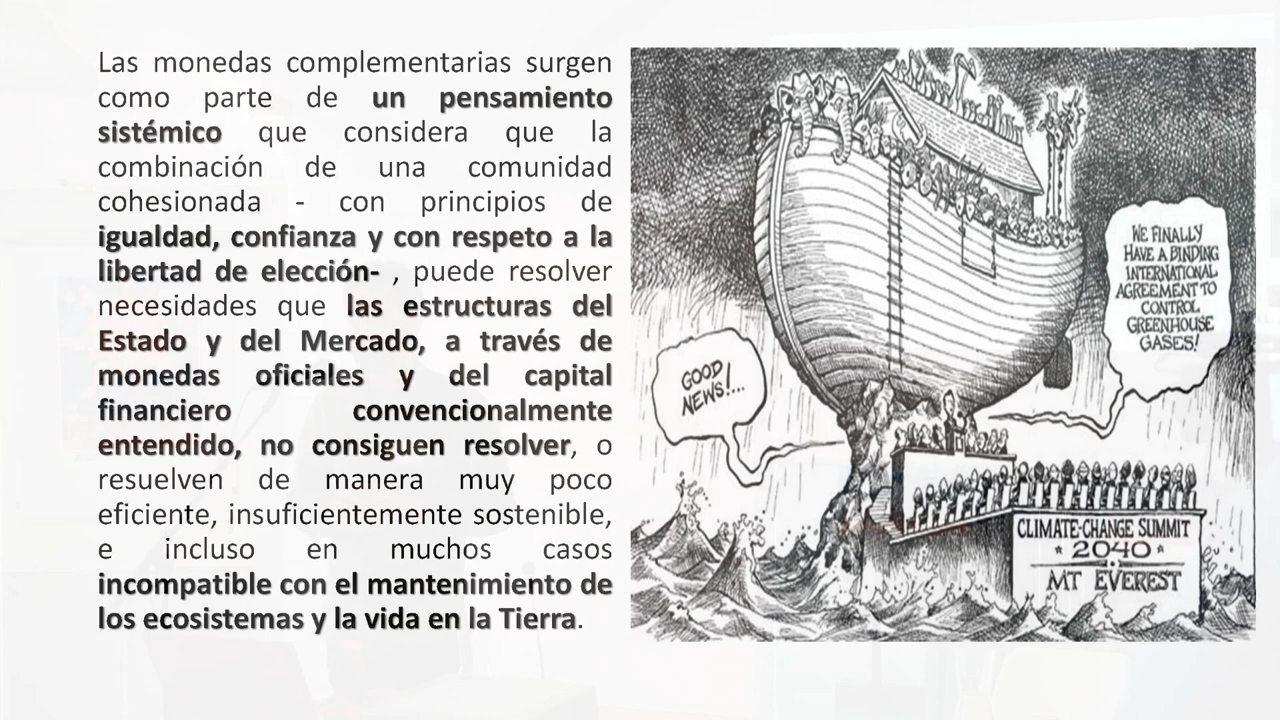 Las monedas complementarias surgen
como parte de un pensamiento
sistémico que considera que la
combinación de una comunidad
cohesionada - con principios de
igualdad, confianza y con respeto a la
libertad de elección- , puede resolver
necesidades que las estructuras del
Estado y del Mercado, a través de
monedas oficiales y del capital
financiero convencionalmente
entendido, no consiguen resolver, o
resuelven de manera muy poco
eficiente, insuficientemente sostenible,
e incluso en muchos casos
incompatible con el mantenimiento de
los ecosistemas y la vida en la Tierra.
GOOD
NEWS!...
WE FINALLY
HAVE A BINDING
INTERNATIONAL
AGREEMENT TO
CONTROL
GREENHOUSE
GASES!
CLIMATE-CHANGE SUMMIT
* 2040 *
MT EVEREST